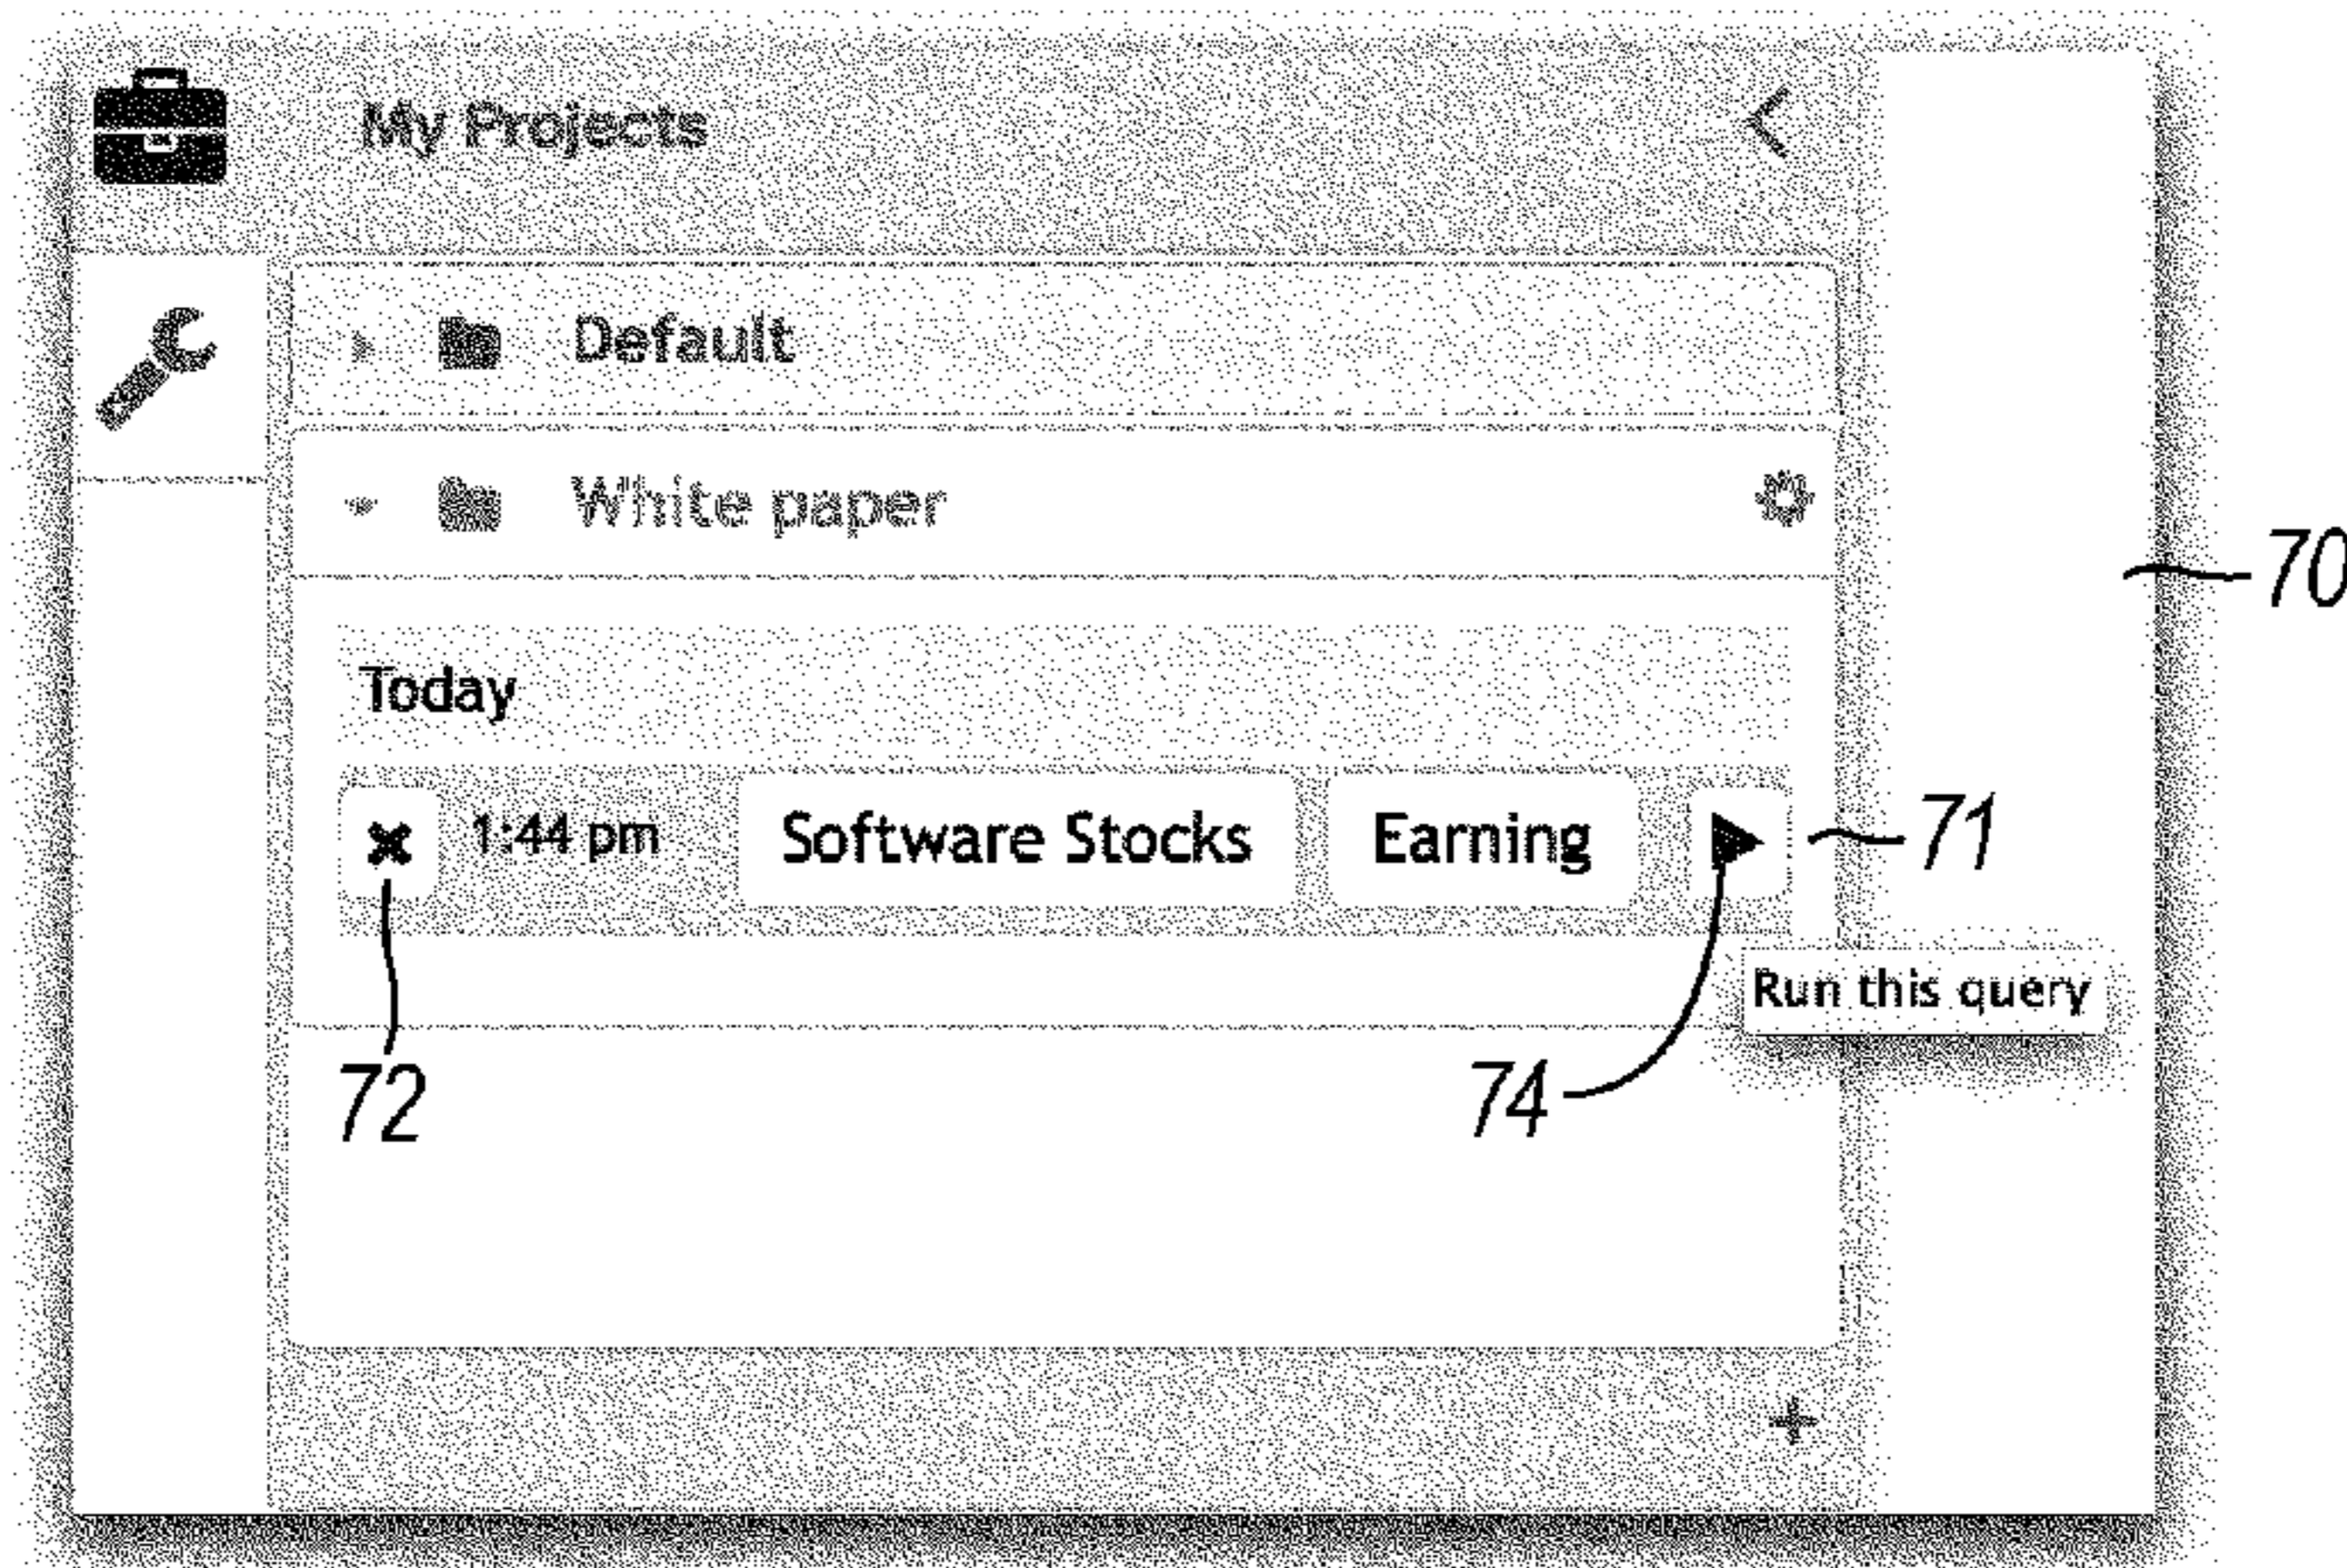 My Projects
Default
White paper
70
Today
1:44 pm Software Stocks Earning 71
Run this query
72 74